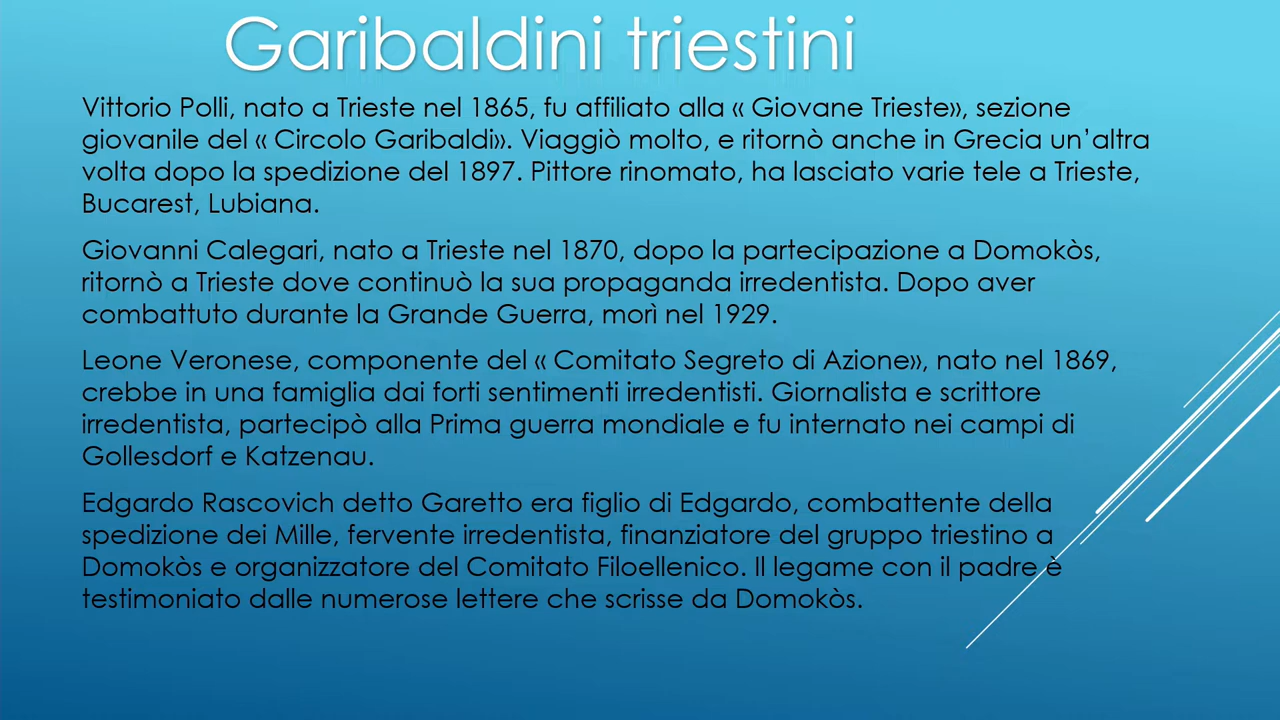 Garibaldini triestini
Vittorio Polli, nato a Trieste nel 1865, fu affiliato alla « Giovane Trieste», sezione
giovanile del « Circolo Garibaldi». Viaggiò molto, e ritornò anche in Grecia un’altra
volta dopo la spedizione del 1897. Pittore rinomato, ha lasciato varie tele a Trieste,
Bucarest, Lubiana.
Giovanni Calegari, nato a Trieste nel 1870, dopo la partecipazione a Domokòs,
ritornò a Trieste dove continuò la sua propaganda irredentista. Dopo aver
combattuto durante la Grande Guerra, morì nel 1929.
Leone Veronese, componente del « Comitato Segreto di Azione», nato nel 1869,
crebbe in una famiglia dai forti sentimenti irredentisti. Giornalista e scrittore
irredentista, partecipò alla Prima guerra mondiale e fu internato nei campi di
Gollesdorf e Katzenau.
Edgardo Rascovich detto Garetto era figlio di Edgardo, combattente della
spedizione dei Mille, fervente irredentista, finanziatore del gruppo triestino a
Domokòs e organizzatore del Comitato Filoellenico. Il legame con il padre è
testimoniato dalle numerose lettere che scrisse da Domokòs.